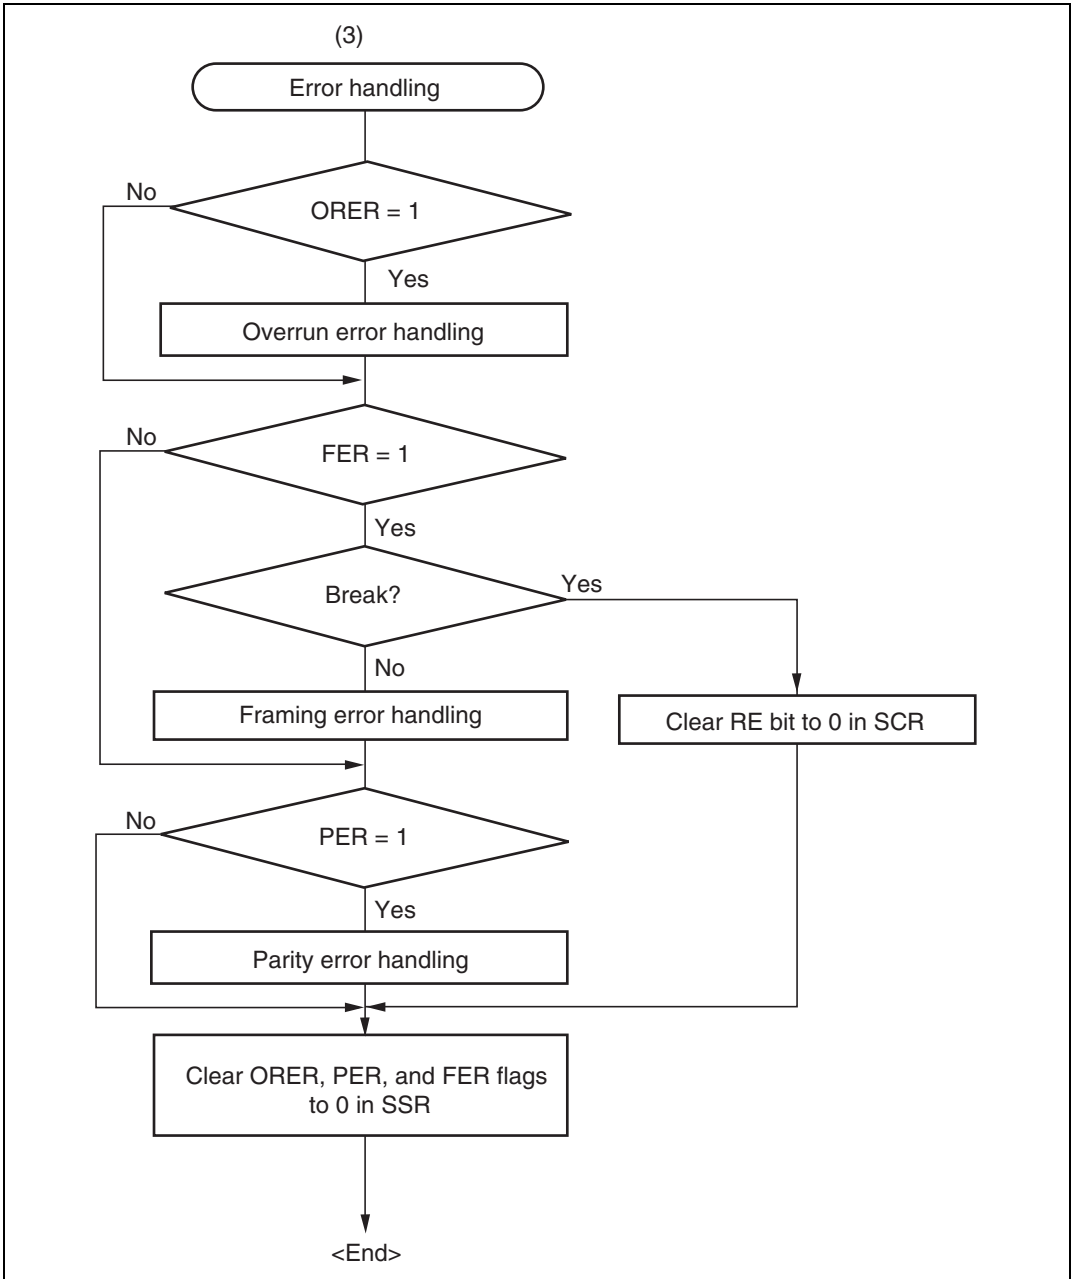 (3)
Error handling
No
ORER = 1
Yes
Overrun error handling
No
FER = 1
Yes
Break?
Yes
No
Framing error handling
Clear RE bit to 0 in SCR
No
PER = 1
Yes
Parity error handling
Clear ORER, PER, and FER flags
to 0 in SSR
<End>